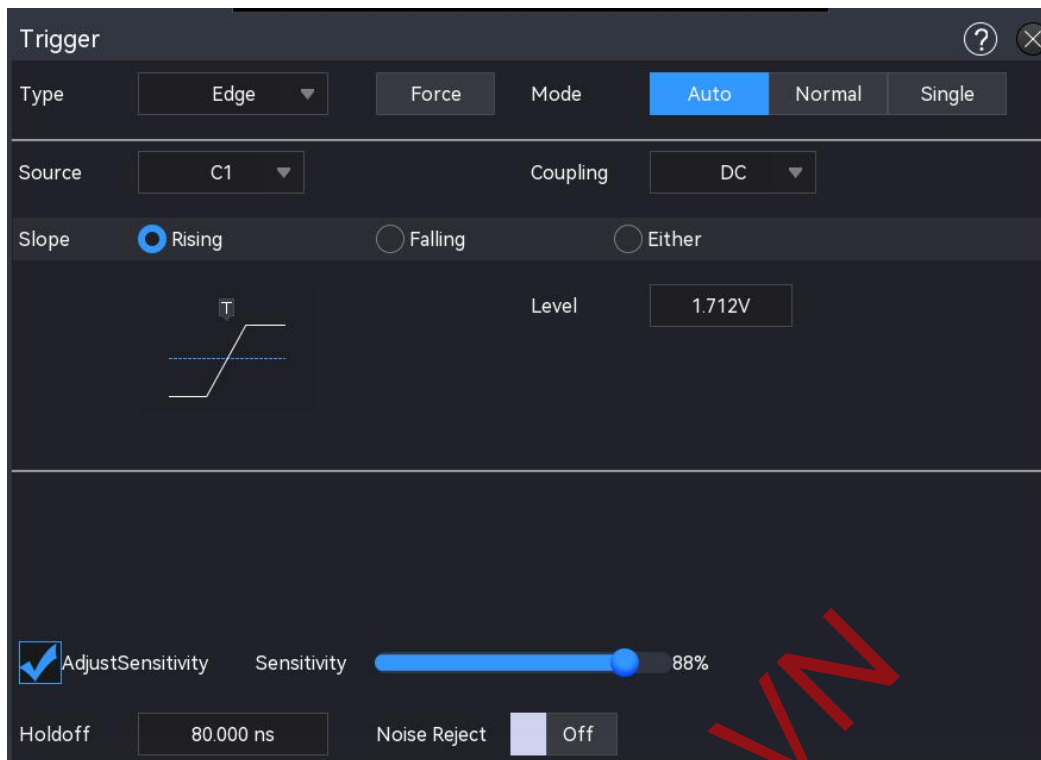 Trigger ?
Type Edge Force Mode Auto Normal Single
Source C1 Coupling DC
Slope Rising Falling Either
T
Level 1.712V
AdjustSensitivity Sensitivity 88%
Holdoff 80.000 ns Noise Reject Off
VN